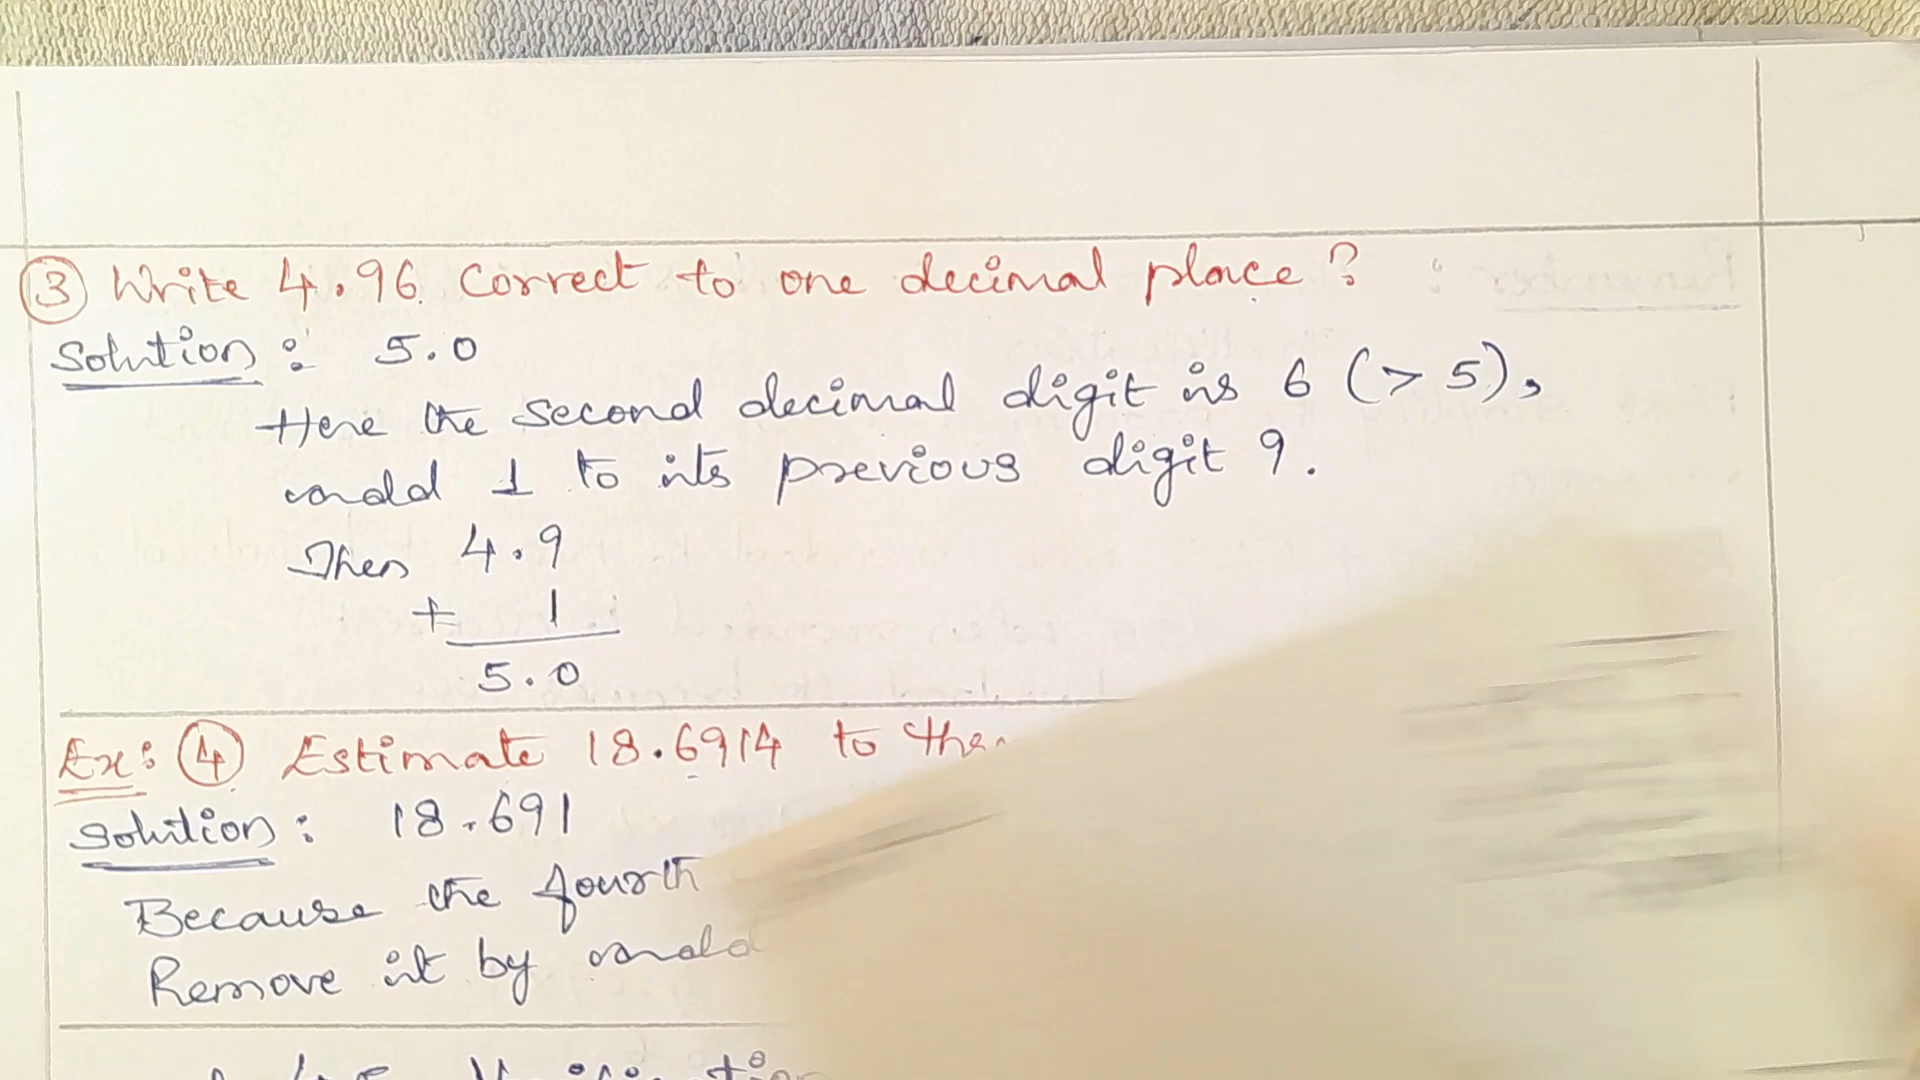 ③ Write 4.96 correct to one decimal place?
Solution : 5.0
Here the second decimal digit is 6 (> 5),
add 1 to its previous digit 9.
Then 4.9
+ 1
5.0
Ex: ④ Estimate 18.6914 to the
Solution : 18.691
Because the fourth
Remove it by